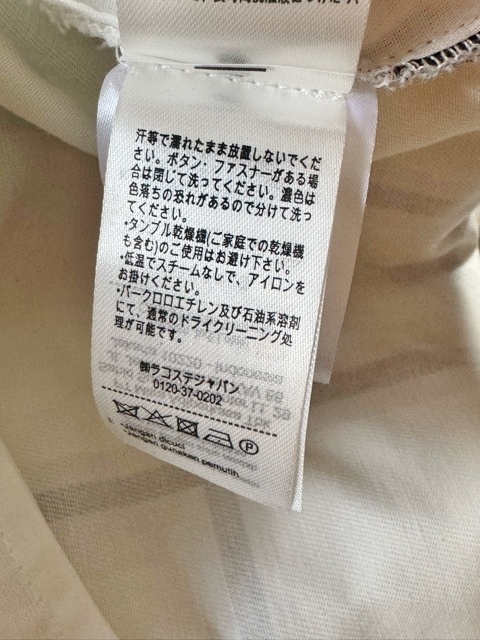 汗等で濡れたまま放置しないでくだ
さい。ボタン・ファスナーがある場
合は閉じて洗ってください。濃色は
色落ちの恐れがあるので分けて洗っ
てください。
・タンブル乾燥機(ご家庭での乾燥機
も含む)のご使用はお避け下さい。
・低温でスチームなしで、アイロンを
お掛けください。
・パークロロエチレン及び石油系溶剤
にて、通常のドライクリーニング処
理が可能です。
㈱ラコステジャパン
0120-37-0202
P
Jangan dicuci
Jangan gunakan pemutih